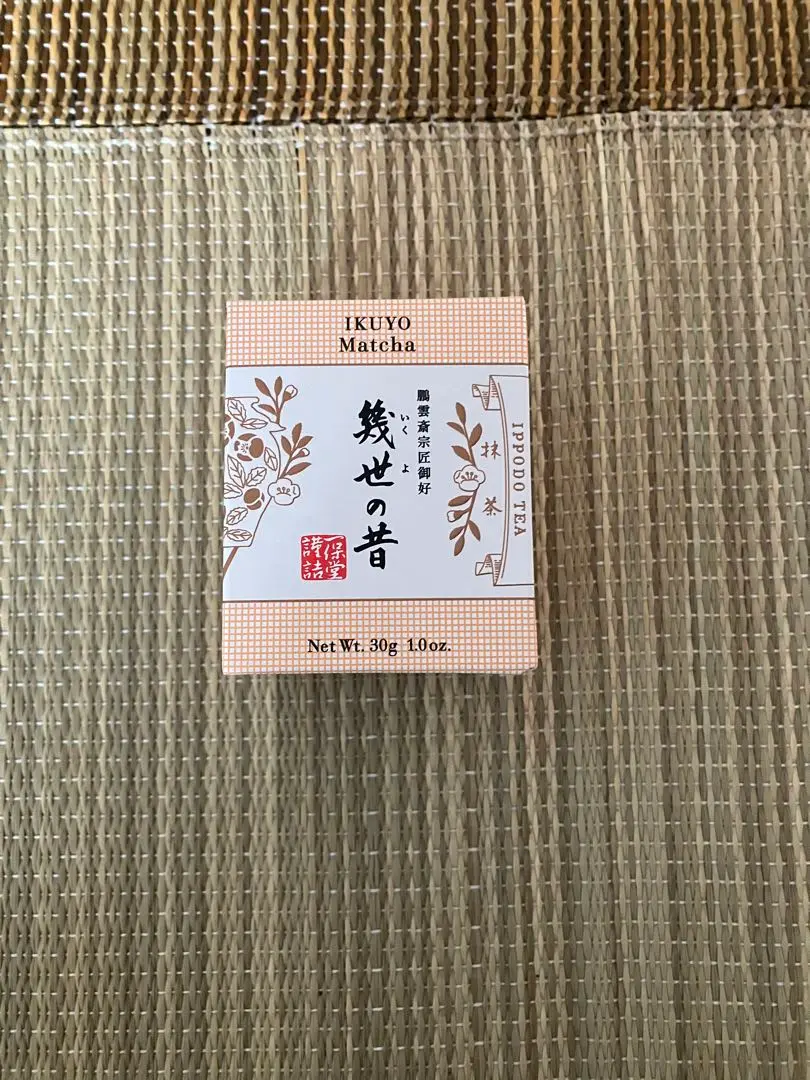 IKUYO
Matcha
鵬雲斎宗匠御好
いくよ
幾世の昔
一保堂
謹詰
抹茶
IPPODO TEA
Net Wt. 30g 1.0oz.